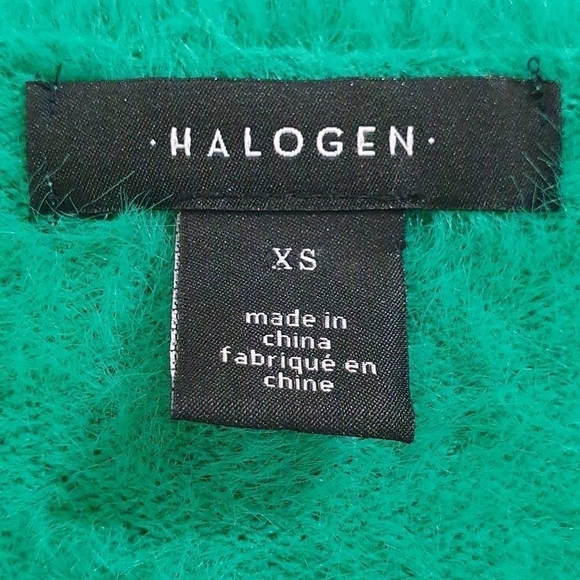 ·HALOGEN·
XS
made in
china
fabriqué en
chine